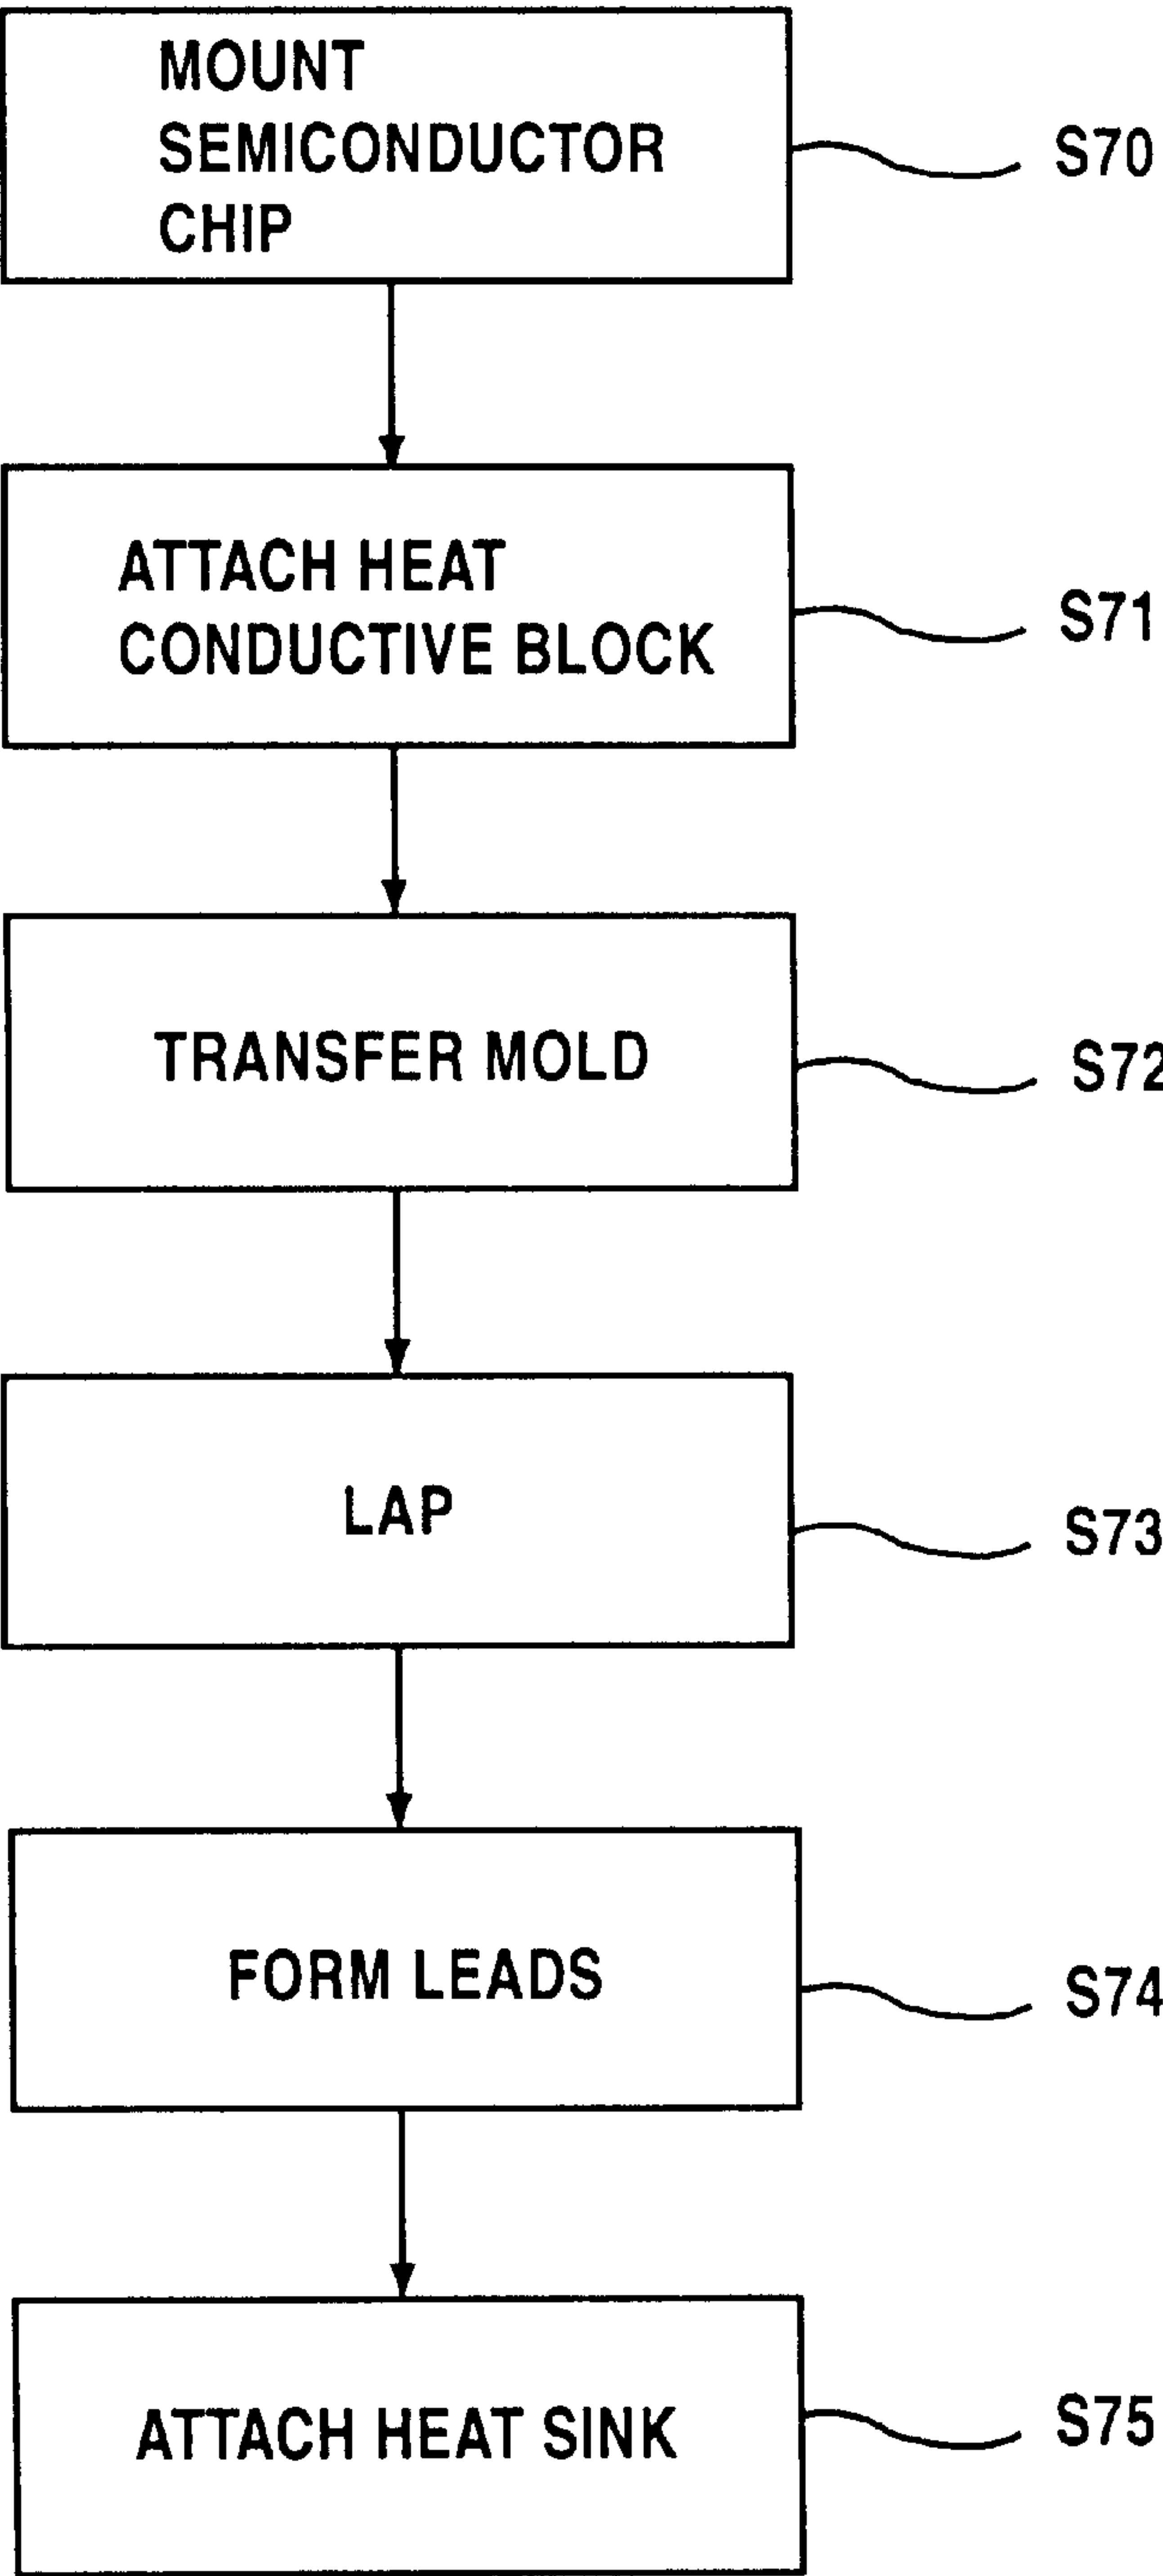 MOUNT
SEMICONDUCTOR
CHIP
S70
ATTACH HEAT
CONDUCTIVE BLOCK
S71
TRANSFER MOLD
S72
LAP
S73
FORM LEADS
S74
ATTACH HEAT SINK
S75